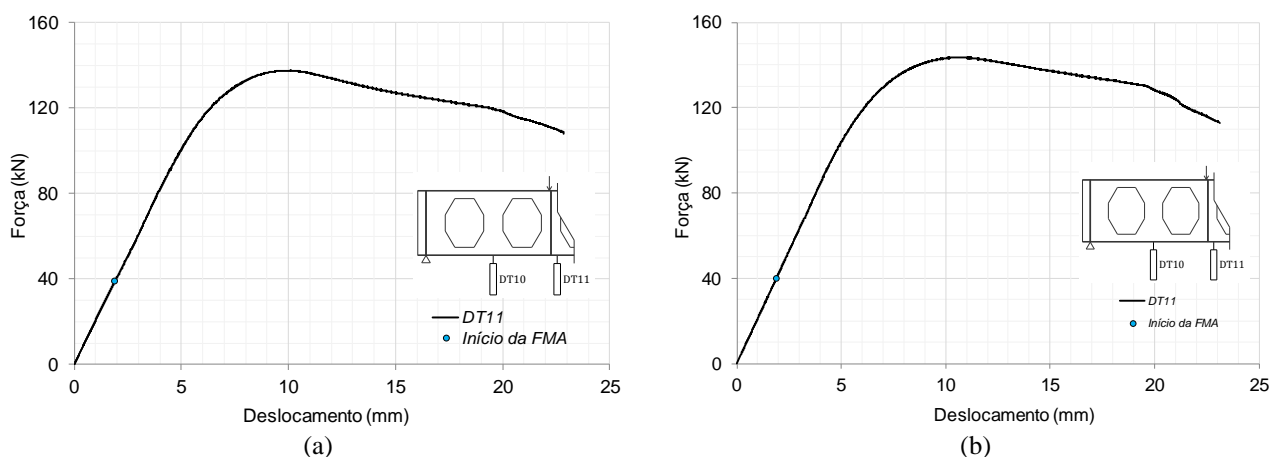 160
120
80
40
0
Força (kN)
0 5 10 15 20 25
Deslocamento (mm)
DT10
DT11
DT11
Início da FMA
(a)
160
120
80
40
0
Força (kN)
0 5 10 15 20 25
Deslocamento (mm)
DT10
DT11
DT11
Início da FMA
(b)